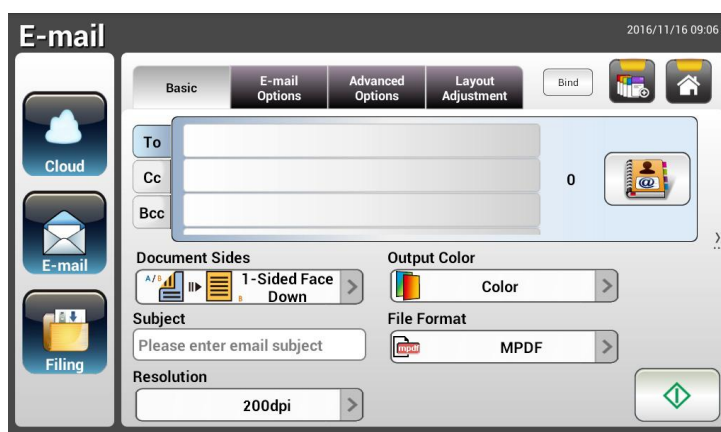 E-mail
2016/11/16 09:06
Basic
E-mail
Options
Advanced
Options
Layout
Adjustment
Bind
Cloud
E-mail
Filing
To
Cc
Bcc
0
@
Document Sides
A/B
B
1-Sided Face
Down
Output Color
Color
Subject
Please enter email subject
File Format
mpdf
MPDF
Resolution
200dpi